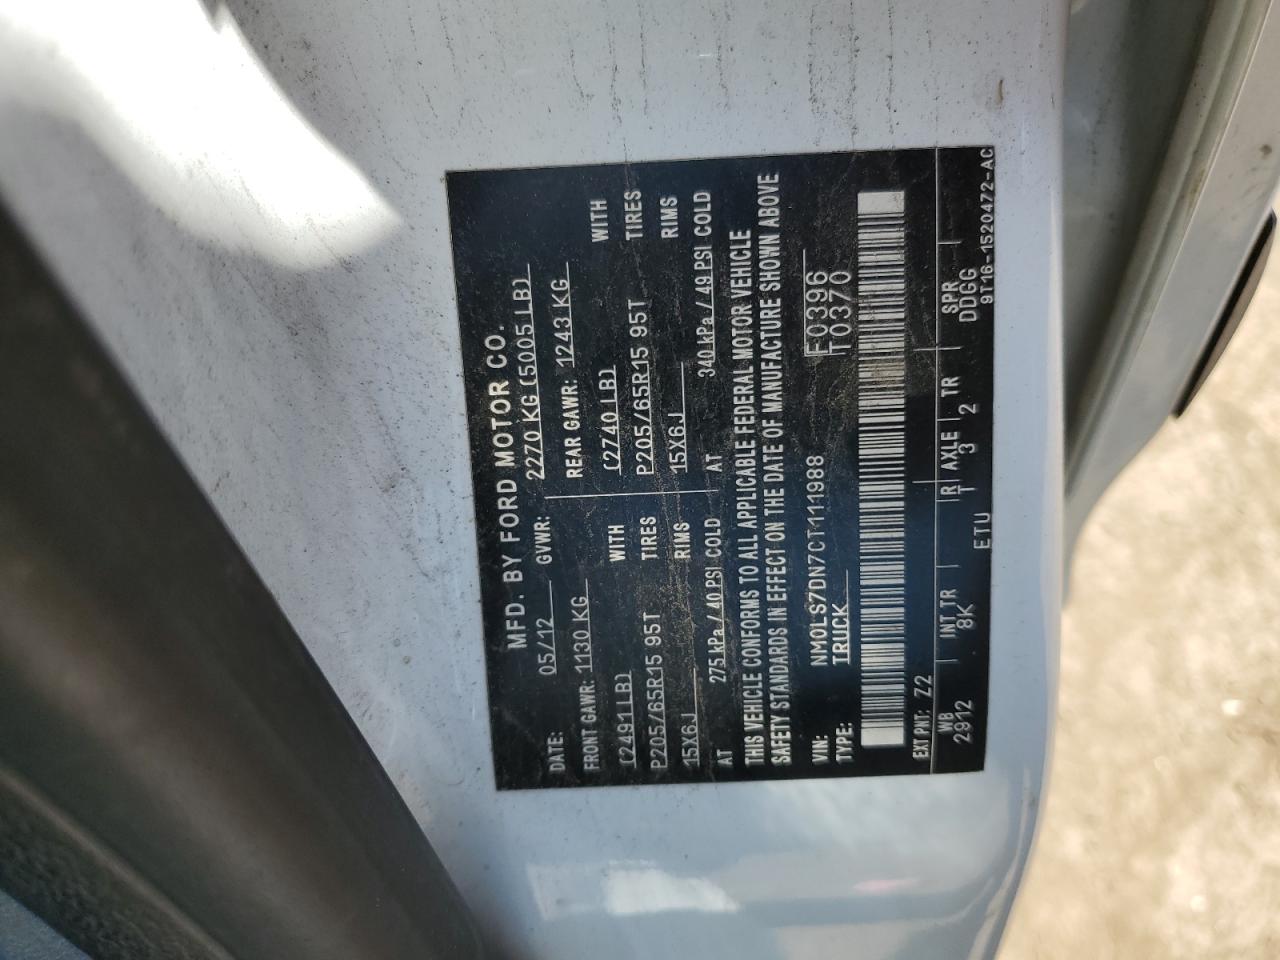 MFD. BY FORD MOTOR CO.
DATE: 05/12 GVWR: 2270 KG (5005 LB)
FRONT GAWR: 1130 KG REAR GAWR: 1243 KG
(2491LB) WITH (2740 LB) WITH
P205/65R15 95T TIRES P205/65R15 95T TIRES
15X6J RIMS 15X6J RIMS
AT 275 kPa / 40 PSI COLD AT 340 kPa / 49 PSI COLD
THIS VEHICLE CONFORMS TO ALL APPLICABLE FEDERAL MOTOR VEHICLE
SAFETY STANDARDS IN EFFECT ON THE DATE OF MANUFACTURE SHOWN ABOVE
VIN: NM0LS7DN7CT111988 F0396
TYPE: TRUCK T0370
EXT PNT: Z2
WB INT TR R AXLE TR SPR
2912 8K T 3 2 DDGG
ETU 9T16-1520472-AC